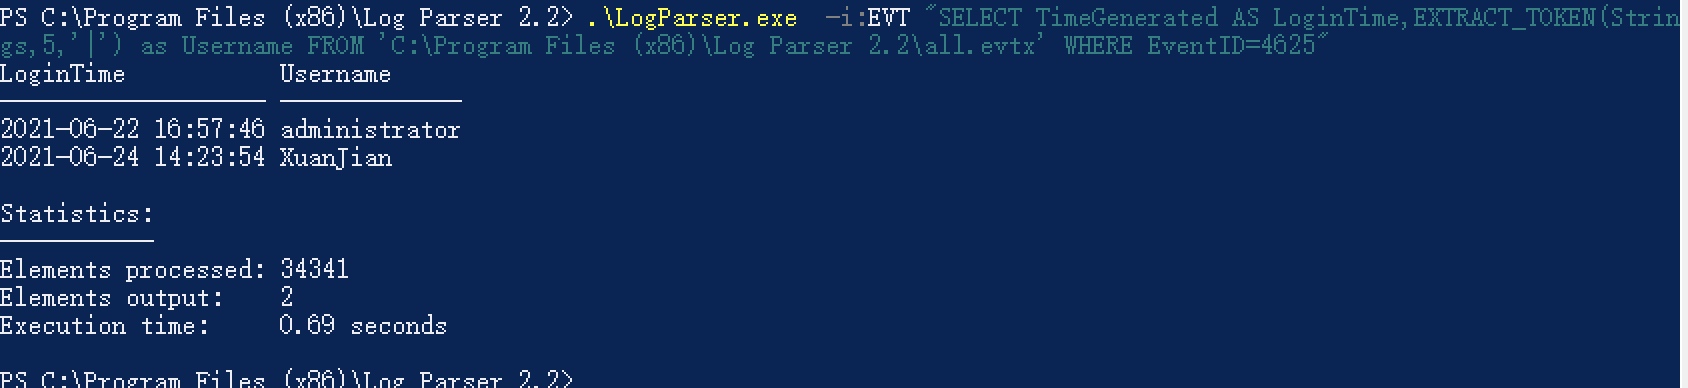 PS C:\Program Files (x86)\Log Parser 2.2> .\LogParser.exe  -i:EVT "SELECT TimeGenerated AS LoginTime,EXTRACT_TOKEN(Strin
gs,5,'|') as Username FROM 'C:\Program Files (x86)\Log Parser 2.2\all.evtx' WHERE EventID=4625"
LoginTime           Username
------------------- -------------
2021-06-22 16:57:46 administrator
2021-06-24 14:23:54 XuanJian
Statistics:
-----------
Elements processed: 34341
Elements output:    2
Execution time:     0.69 seconds
PS C:\Program Files (x86)\Log Parser 2.2>